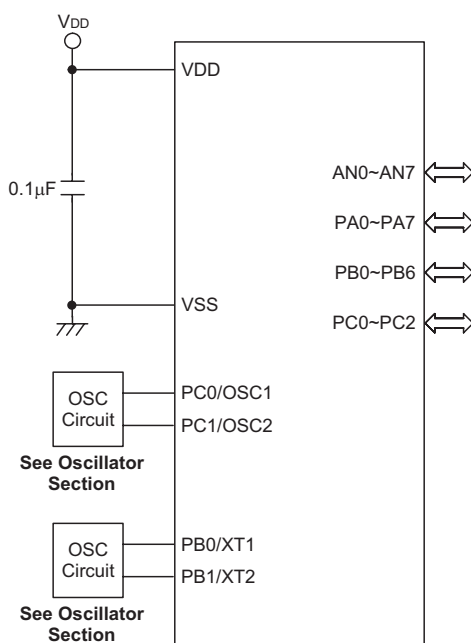 VDD
VDD
0.1μF
AN0~AN7
PA0~PA7
PB0~PB6
VSS
PC0~PC2
OSC
Circuit
PC0/OSC1
PC1/OSC2
See Oscillator
Section
OSC
Circuit
PB0/XT1
PB1/XT2
See Oscillator
Section